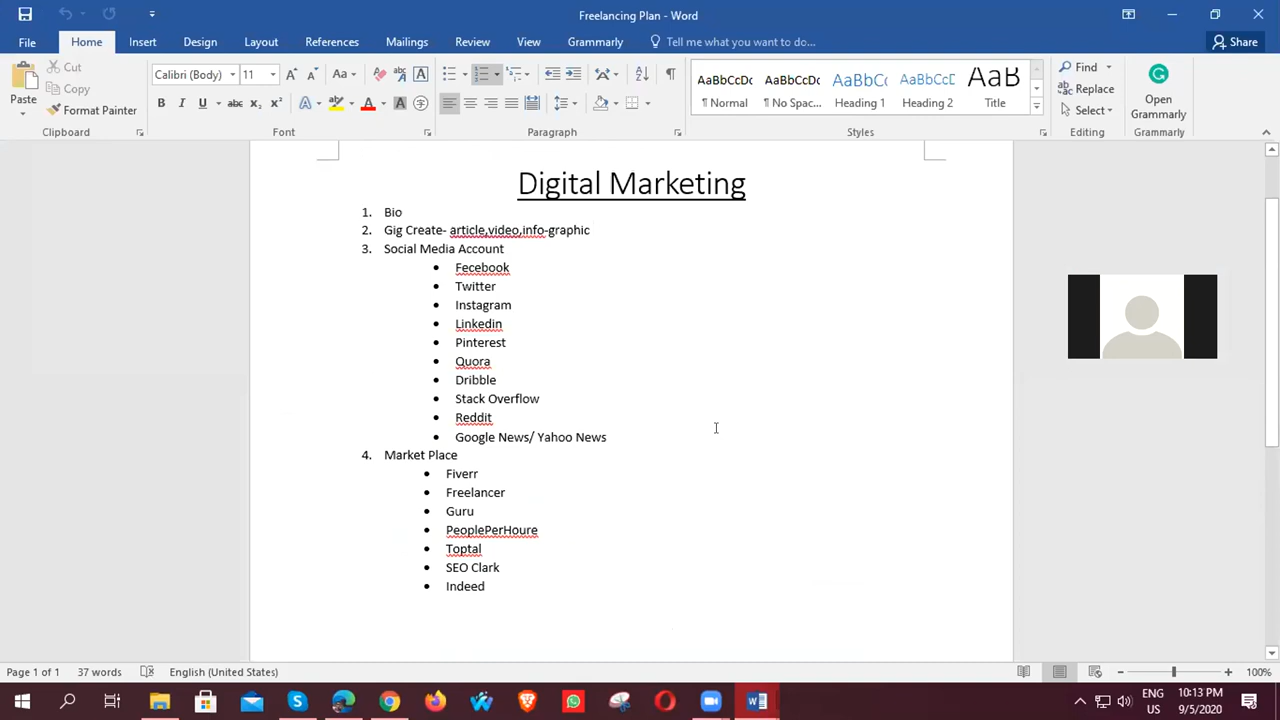 Freelancing Plan - Word
File Home Insert Design Layout References Mailings Review View Grammarly Tell me what you want to do... Share
Cut
Copy
Format Painter
Paste
Clipboard
Calibri (Body) 11
Font
Paragraph
AaBbCcDc AaBbCcDc AaBbCc AaBbCcD AaB
¶ Normal ¶ No Spac... Heading 1 Heading 2 Title
Styles
Find
Replace
Select
Editing
Open
Grammarly
Grammarly
Digital Marketing
1. Bio
2. Gig Create- article,video,info-graphic
3. Social Media Account
• Fecebook
• Twitter
• Instagram
• Linkedin
• Pinterest
• Quora
• Dribble
• Stack Overflow
• Reddit
• Google News/ Yahoo News
4. Market Place
• Fiverr
• Freelancer
• Guru
• PeoplePerHoure
• Toptal
• SEO Clark
• Indeed
Page 1 of 1 37 words English (United States) 100%
ENG
US
10:13 PM
9/5/2020